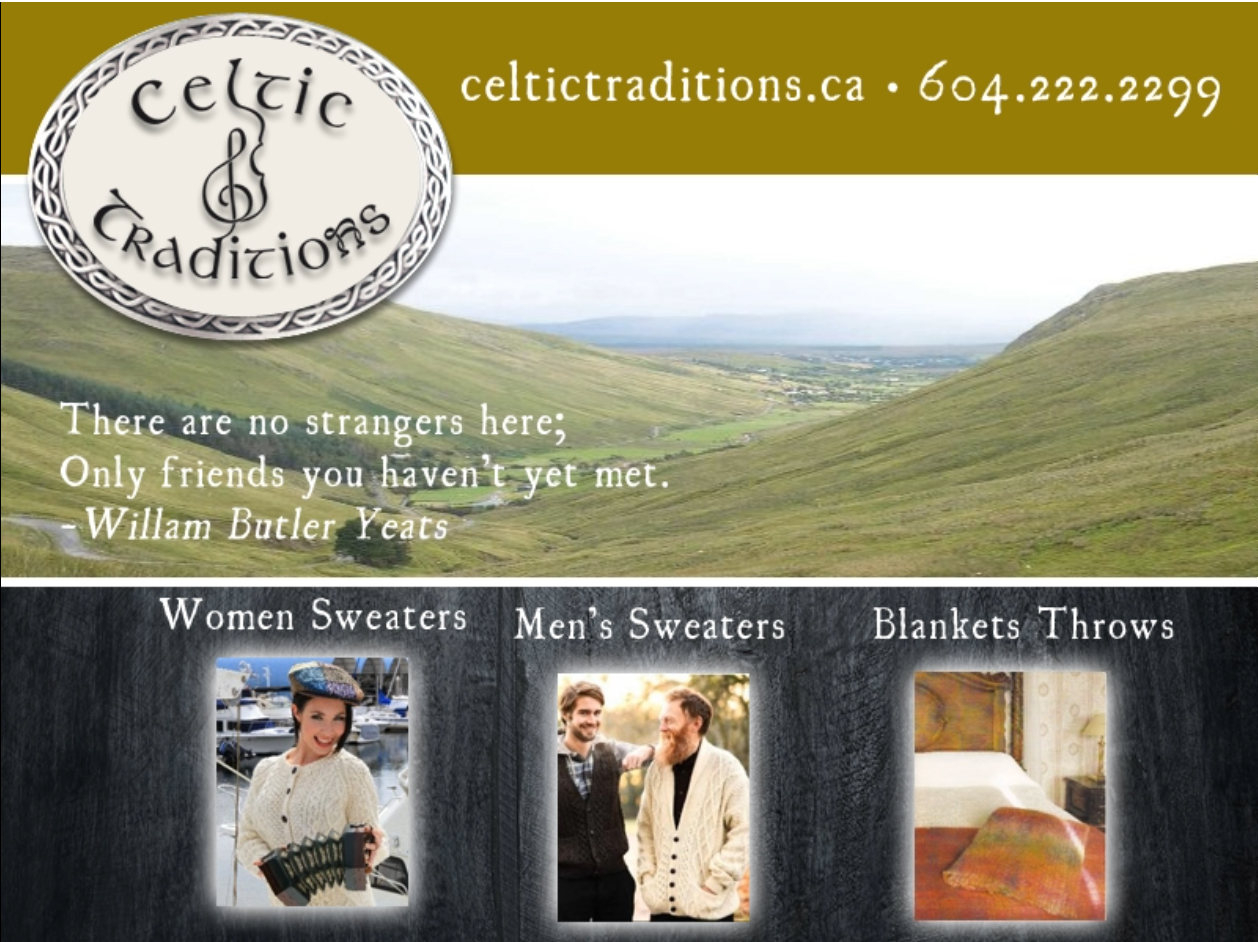 Celtic
Traditions
celtictraditions.ca • 604.222.2299
There are no strangers here;
Only friends you haven't yet met.
-Willam Butler Yeats
Women Sweaters
Men's Sweaters
Blankets Throws